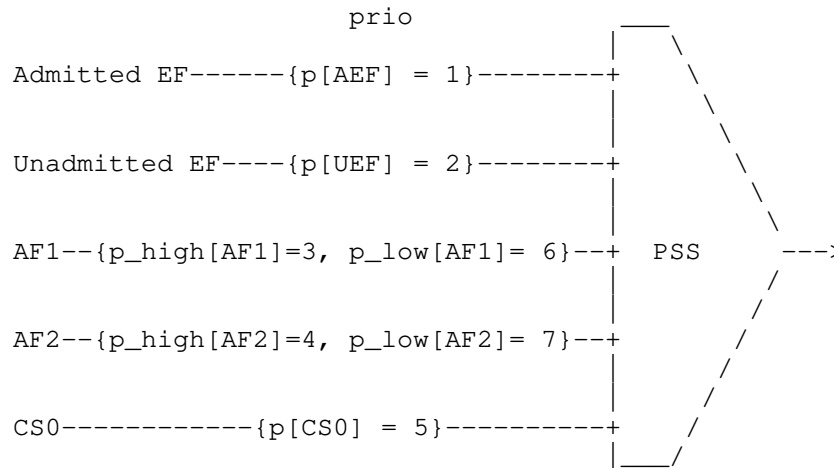 prio
Admitted EF------{p[AEF] = 1}--------+
Unadmitted EF----{p[UEF] = 2}--------+
AF1--{p_high[AF1]=3, p_low[AF1]= 6}--+ PSS --->
AF2--{p_high[AF2]=4, p_low[AF2]= 7}--+
CS0------------{p[CS0] = 5}----------+